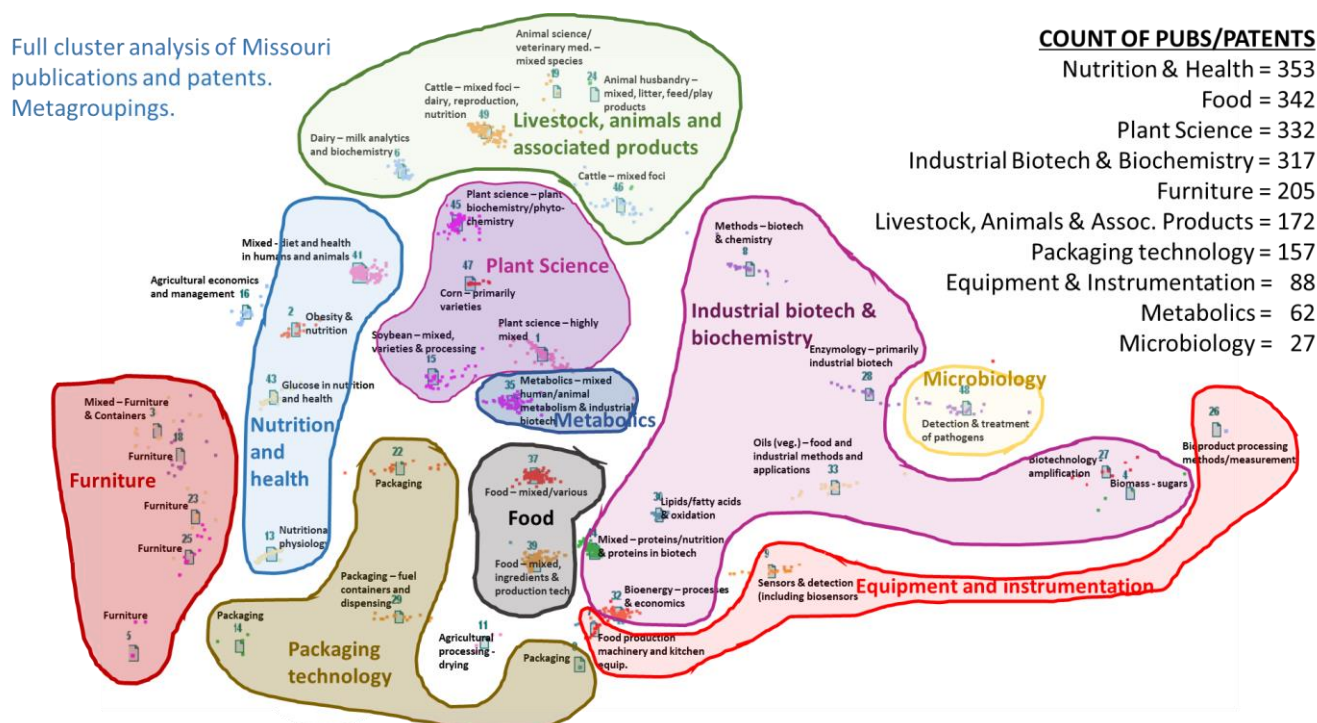 Full cluster analysis of Missouri
publications and patents.
Metagroupings.
COUNT OF PUBS/PATENTS
Nutrition & Health = 353
Food = 342
Plant Science = 332
Industrial Biotech & Biochemistry = 317
Furniture = 205
Livestock, Animals & Assoc. Products = 172
Packaging technology = 157
Equipment & Instrumentation = 88
Metabolics = 62
Microbiology = 27
Animal science/
veterinary med. –
mixed species
19
24
Animal husbandry –
mixed, litter, feed/play
products
Cattle – mixed foci –
dairy, reproduction,
nutrition
49
Livestock, animals and
associated products
Dairy – milk analytics
and biochemistry
6
Cattle – mixed foci
46
45
Plant science – plant
biochemistry/phyto-
chemistry
47
Plant Science
Corn – primarily
varieties
Plant science – highly
mixed
1
Soybean – mixed,
varieties & processing
15
Mixed - diet and health
in humans and animals
41
Agricultural economics
and management
16
2
Obesity &
nutrition
43
Glucose in nutrition
and health
Nutrition
and
health
13
Nutritiona
physiology
35
Metabolics – mixed
human/animal
metabolism & industrial
biotech
Metabolics
Methods – biotech
& chemistry
8
Industrial biotech &
biochemistry
Enzymology – primarily
industrial biotech
28
Microbiology
48
Detection & treatment
of pathogens
26
Bioproduct processing
methods/measurement
Oils (veg.) – food and
industrial methods and
applications
33
Biotechnology -
amplification
27
4
Biomass - sugars
Lipids/fatty acids
& oxidation
Mixed – proteins/nutrition
& proteins in biotech
Bioenergy – processes
& economics
32
9
Sensors & detection
(including biosensors
Equipment and instrumentation
Food production
machinery and kitchen
equip.
Mixed – Furniture
& Containers
3
18
Furniture
Furniture
23
Furniture
Furniture
25
Furniture
5
22
Packaging
37
Food – mixed/various
Food
39
Food – mixed,
ingredients &
production tech
Packaging – fuel
containers and
dispensing
29
Packaging
14
Packaging
technology
11
Agricultural
processing -
drying
Packaging